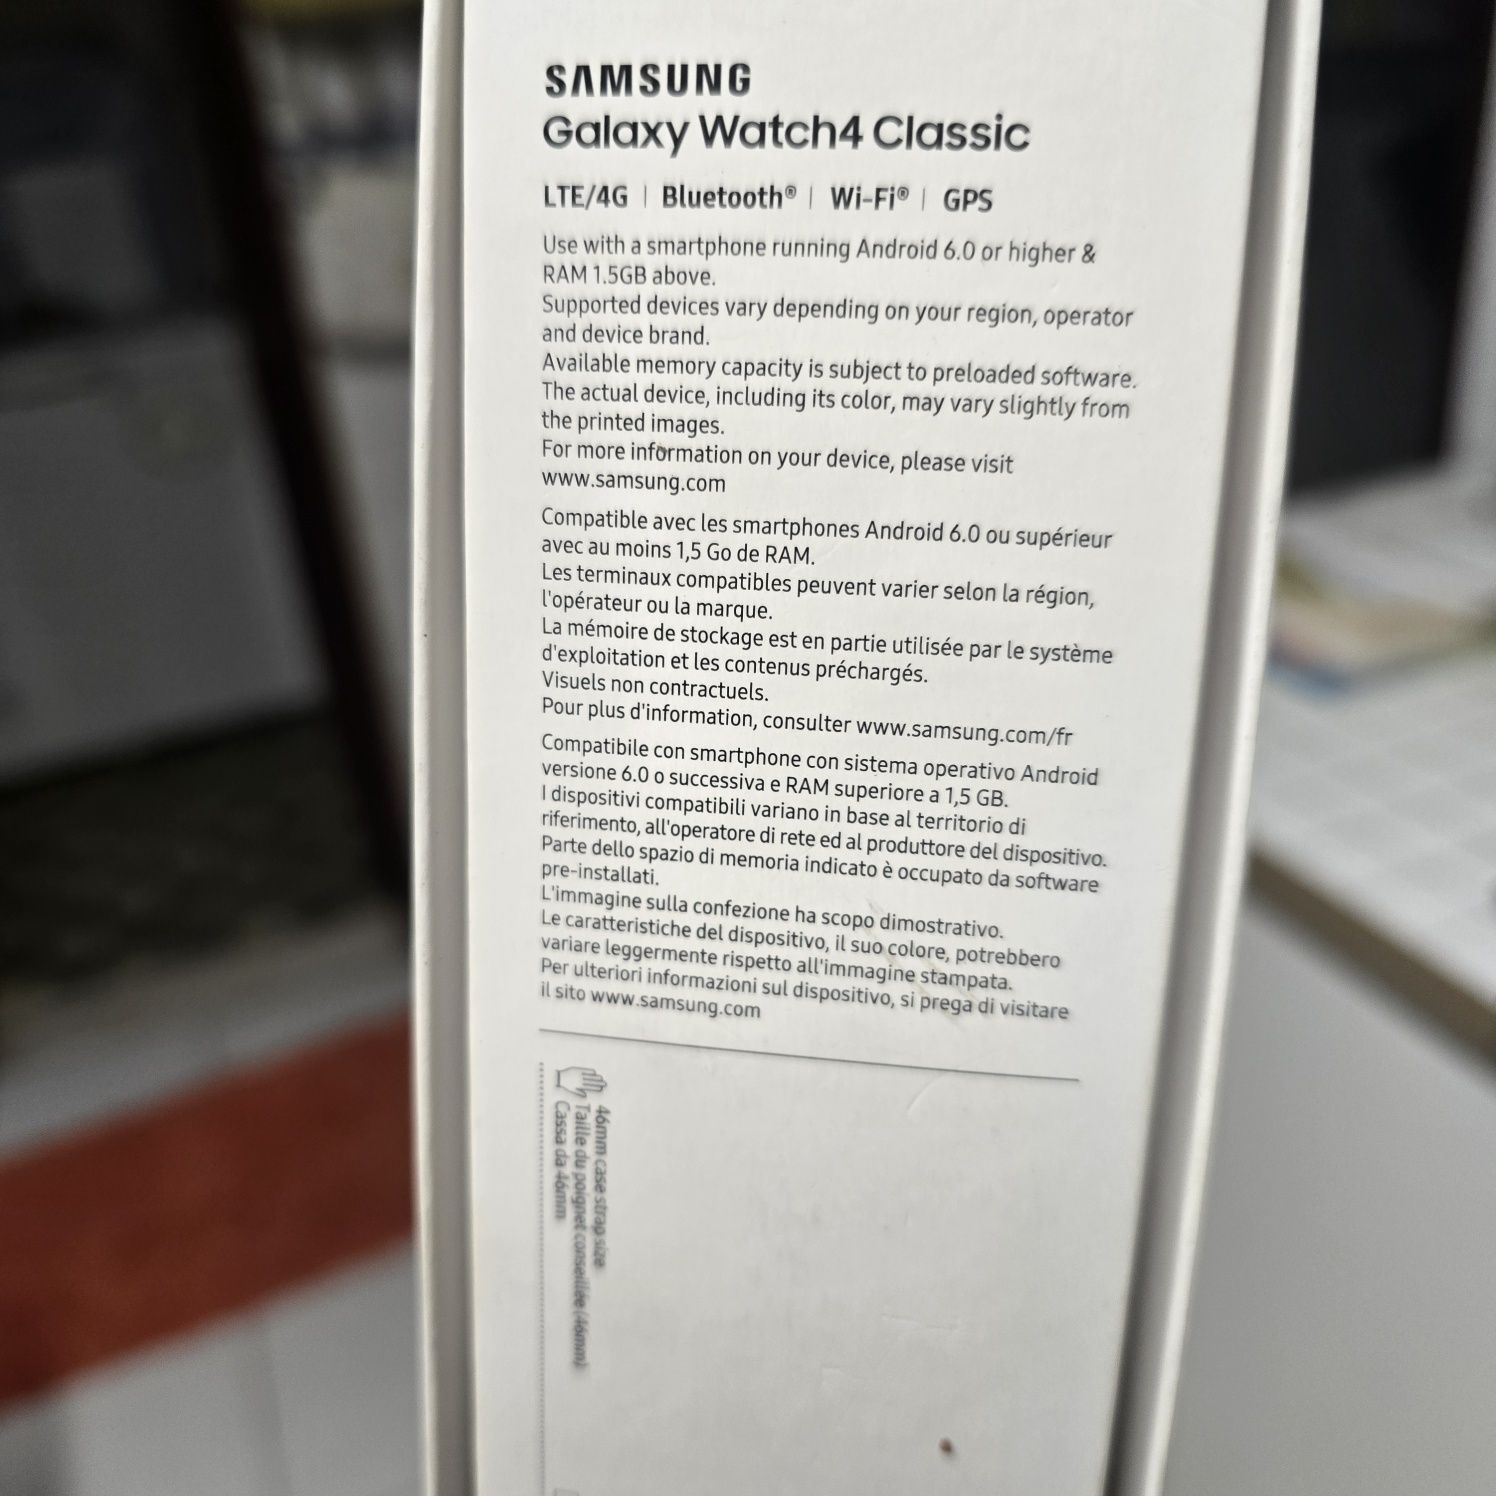 SAMSUNG
Galaxy Watch4 Classic
LTE/4G | Bluetooth® | Wi-Fi® | GPS
Use with a smartphone running Android 6.0 or higher &
RAM 1.5GB above.
Supported devices vary depending on your region, operator
and device brand.
Available memory capacity is subject to preloaded software.
The actual device, including its color, may vary slightly from
the printed images.
For more information on your device, please visit
www.samsung.com
Compatible avec les smartphones Android 6.0 ou supérieur
avec au moins 1,5 Go de RAM.
Les terminaux compatibles peuvent varier selon la région,
l'opérateur ou la marque.
La mémoire de stockage est en partie utilisée par le système
d'exploitation et les contenus préchargés.
Visuels non contractuels.
Pour plus d'information, consulter www.samsung.com/fr
Compatibile con smartphone con sistema operativo Android
versione 6.0 o successiva e RAM superiore a 1,5 GB.
I dispositivi compatibili variano in base al territorio di
riferimento, all'operatore di rete ed al produttore del dispositivo.
Parte dello spazio di memoria indicato è occupato da software
pre-installati.
L'immagine sulla confezione ha scopo dimostrativo.
Le caratteristiche del dispositivo, il suo colore, potrebbero
variare leggermente rispetto all'immagine stampata.
Per ulteriori informazioni sul dispositivo, si prega di visitare
il sito www.samsung.com
46mm case strap size
Taille du poignet conseillée (46mm)
Cassa da 46mm